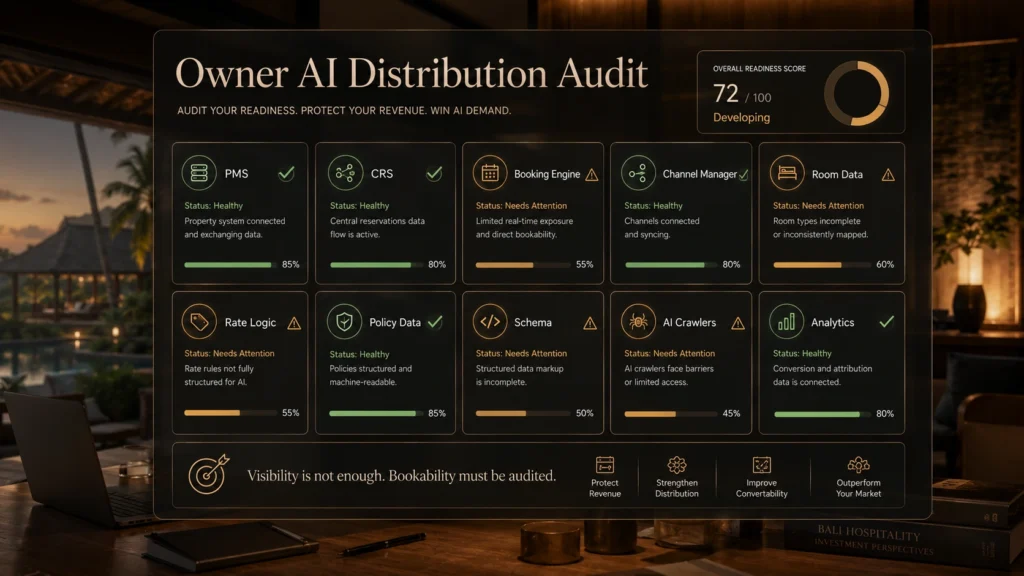 Owner AI Distribution Audit
AUDIT YOUR READINESS. PROTECT YOUR REVENUE. WIN AI DEMAND.
OVERALL READINESS SCORE
72 / 100
Developing
PMS
Status: Healthy
Property system connected
and exchanging data.
85%
CRS
Status: Healthy
Central reservations data
flow is active.
80%
Booking Engine
Status: Needs Attention
Limited real-time exposure
and direct bookability.
55%
Channel Manager
Status: Healthy
Channels connected
and syncing.
80%
Room Data
Status: Needs Attention
Room types incomplete
or inconsistently mapped.
60%
Rate Logic
Status: Needs Attention
Rate rules not fully
structured for AI.
55%
Policy Data
Status: Healthy
Policies structured and
machine-readable.
85%
Schema
Status: Needs Attention
Structured data markup
is incomplete.
50%
AI Crawlers
Status: Needs Attention
AI crawlers face barriers
or limited access.
45%
Analytics
Status: Healthy
Conversion and attribution
data is connected.
80%
Visibility is not enough. Bookability must be audited.
Protect
Revenue
Strengthen
Distribution
Improve
Convertability
Outperform
Your Market
BALI HOSPITALITY
INVESTMENT PERSPECTIVES